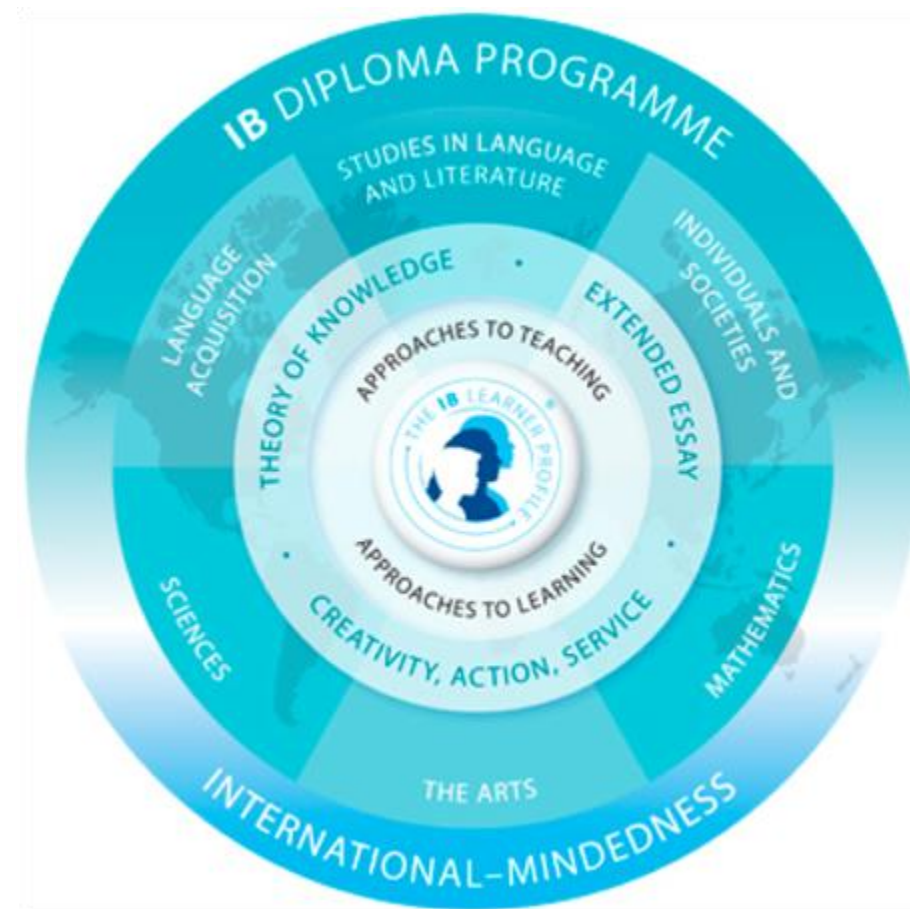 IB DIPLOMA PROGRAMME
STUDIES IN LANGUAGE
AND LITERATURE
LANGUAGE
ACQUISITION
INDIVIDUALS AND
SOCIETIES
THEORY OF KNOWLEDGE
EXTENDED ESSAY
APPROACHES TO TEACHING
THE IB LEARNER PROFILE
®
APPROACHES TO LEARNING
CREATIVITY, ACTION, SERVICE
SCIENCES
MATHEMATICS
THE ARTS
INTERNATIONAL–MINDEDNESS